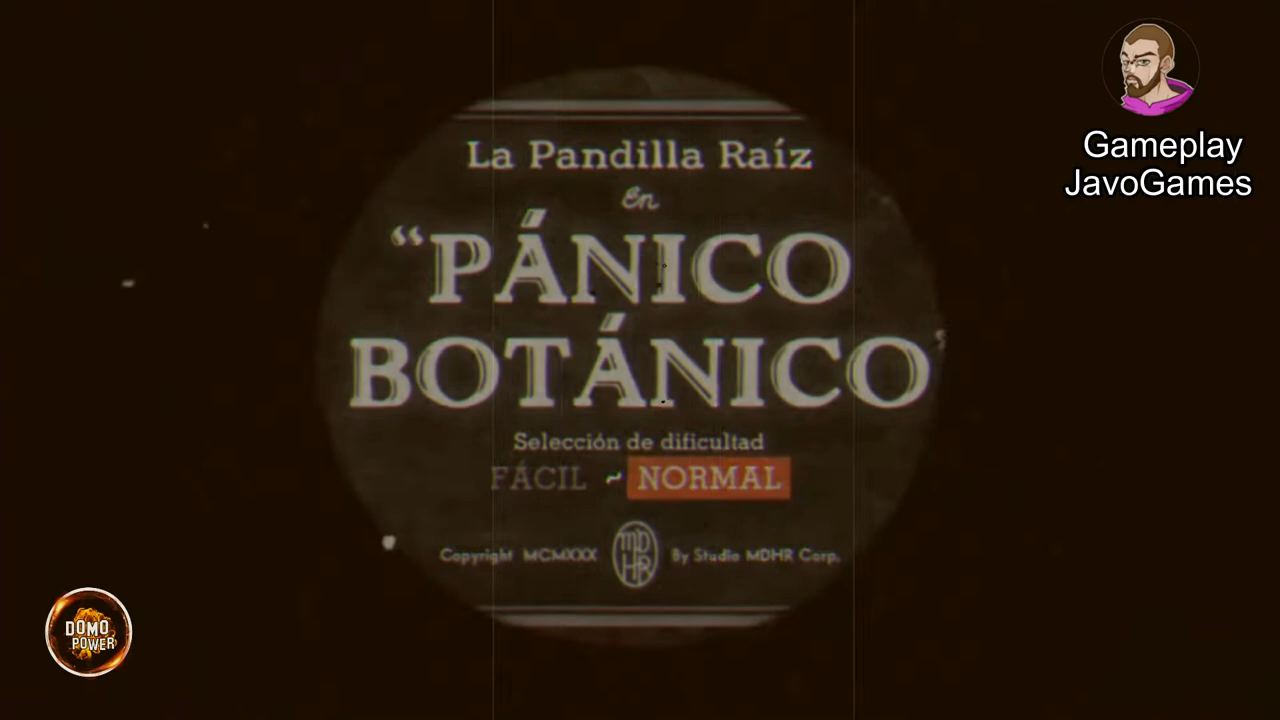 La Pandilla Raíz
En
"PÁNICO
BOTÁNICO"
Selección de dificultad
FÁCIL ~ NORMAL
Copyright MCMXXX MDHR By Studio MDHR Corp.
Gameplay
JavoGames
DOMO
POWER